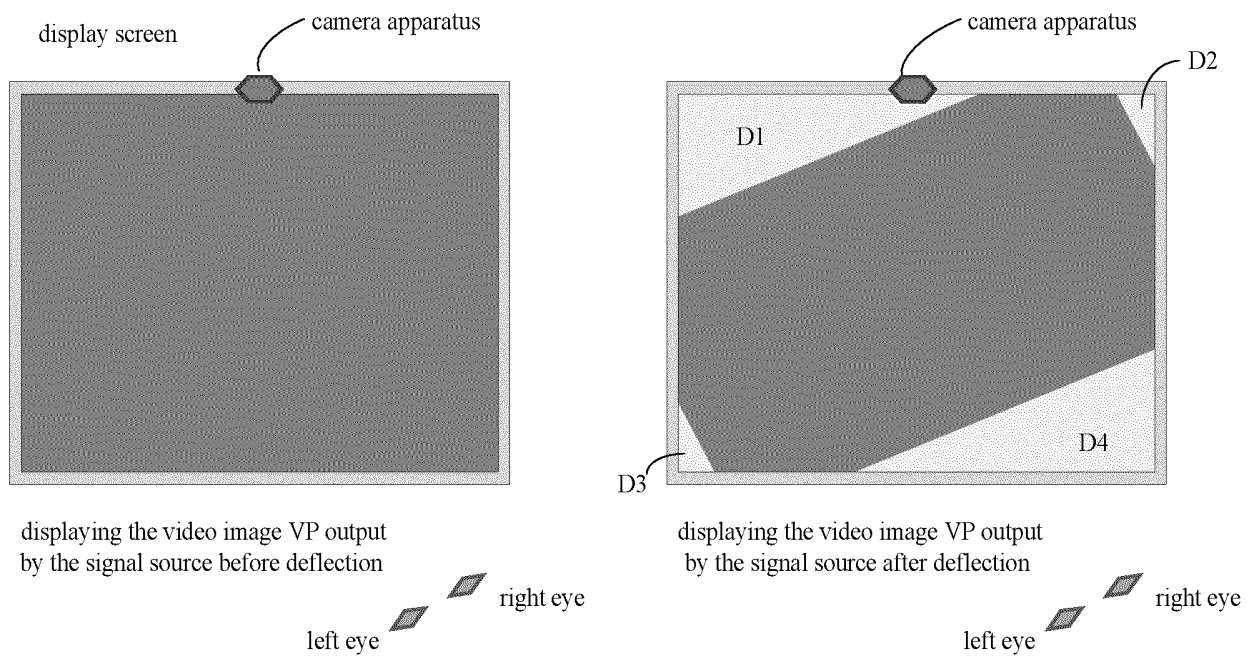 display screen
camera apparatus
displaying the video image VP output
by the signal source before deflection
right eye
left eye
camera apparatus
D2
D1
D4
D3
displaying the video image VP output
by the signal source after deflection
right eye
left eye